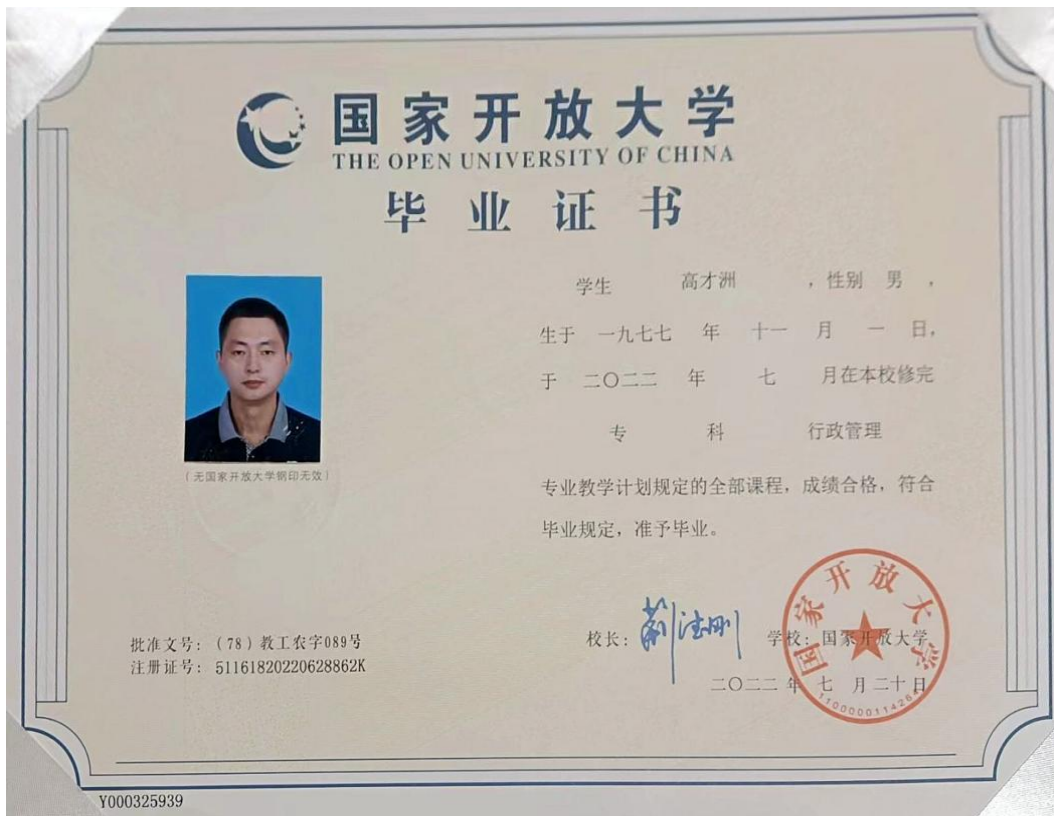 国家开放大学
THE OPEN UNIVERSITY OF CHINA
毕业证书
学生 高才洲 ，性别 男 ，
生于 一九七七 年 十一 月 一 日，
于 二〇二二 年 七 月在本校修完
专 科 行政管理
专业教学计划规定的全部课程，成绩合格，符合
毕业规定，准予毕业。
（无国家开放大学钢印无效）
批准文号：（78）教工农字089号
注册证号：51161820220628862K
校长：
学校：国家开放大学
二〇二二 年 七 月 二十 日
国家开放大学
Y000325939